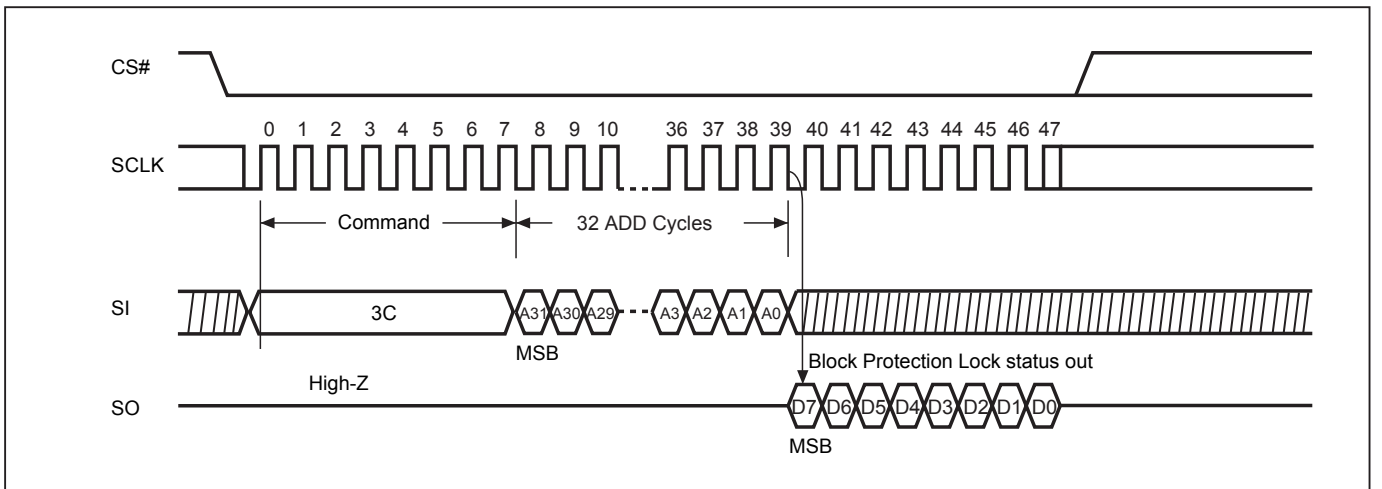 CS#
0 1 2 3 4 5 6 7 8 9 10 36 37 38 39 40 41 42 43 44 45 46 47
SCLK
Command 32 ADD Cycles
SI 3C A31 A30 A29 A3 A2 A1 A0
MSB
Block Protection Lock status out
High-Z
SO D7 D6 D5 D4 D3 D2 D1 D0
MSB